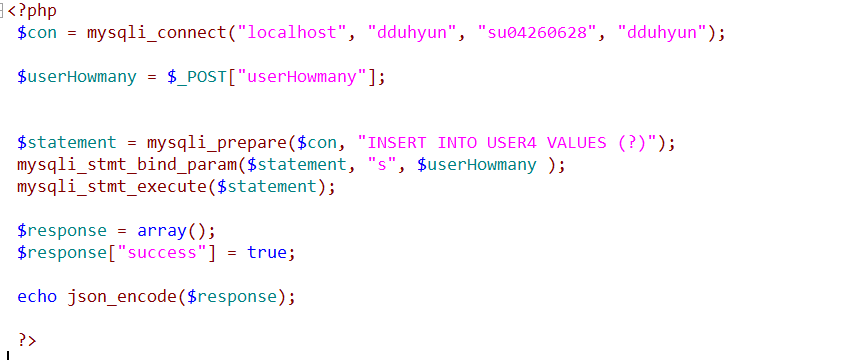 <?php
$con = mysqli_connect("localhost", "dduhyun", "su04260628", "dduhyun");
$userHowmany = $_POST["userHowmany"];
$statement = mysqli_prepare($con, "INSERT INTO USER4 VALUES (?)");
mysqli_stmt_bind_param($statement, "s", $userHowmany );
mysqli_stmt_execute($statement);
$response = array();
$response["success"] = true;
echo json_encode($response);
?>